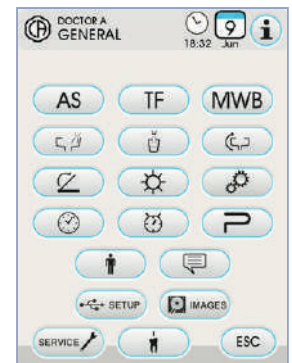 DOCTOR A
GENERAL
9
18:32 Jun
AS TF MWB
SETUP IMAGES
SERVICE ESC